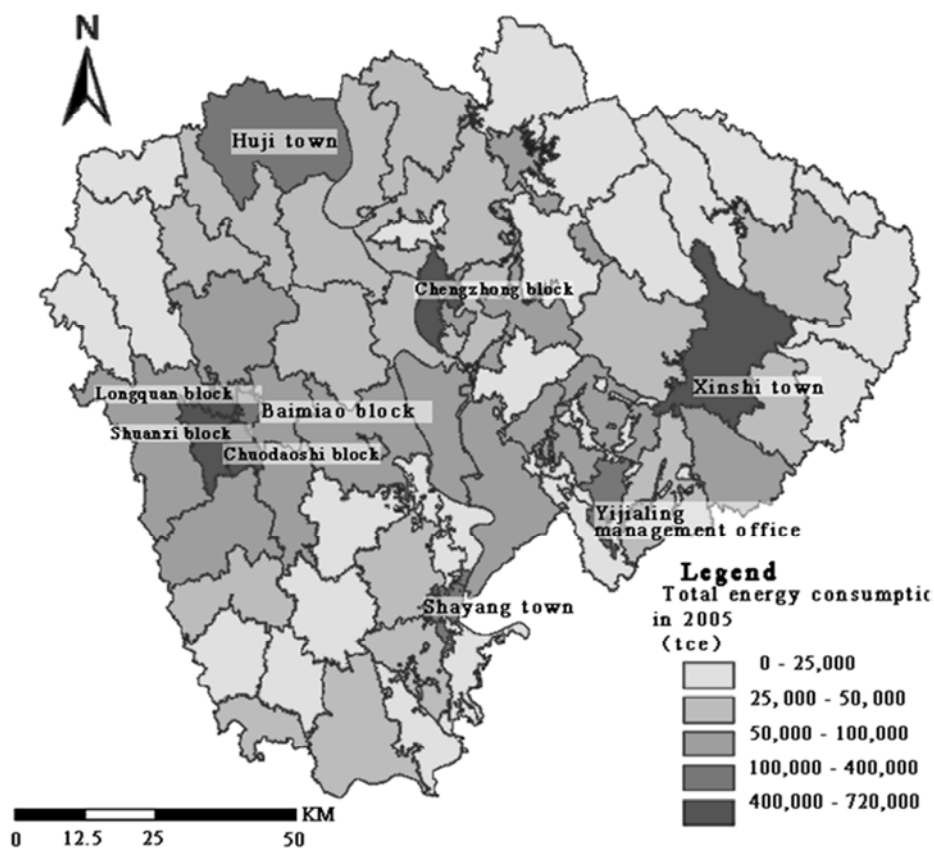 N
Huji town
Chengzhong block
Xinshi town
Longquan block
Baimiao block
Shuanxi block
Chuodaoshi block
Yijialing
management office
Shayang town
Legend
Total energy consumptic
in 2005
(tce)
0 - 25,000
25,000 - 50,000
50,000 - 100,000
100,000 - 400,000
400,000 - 720,000
KM
0 12.5 25 50